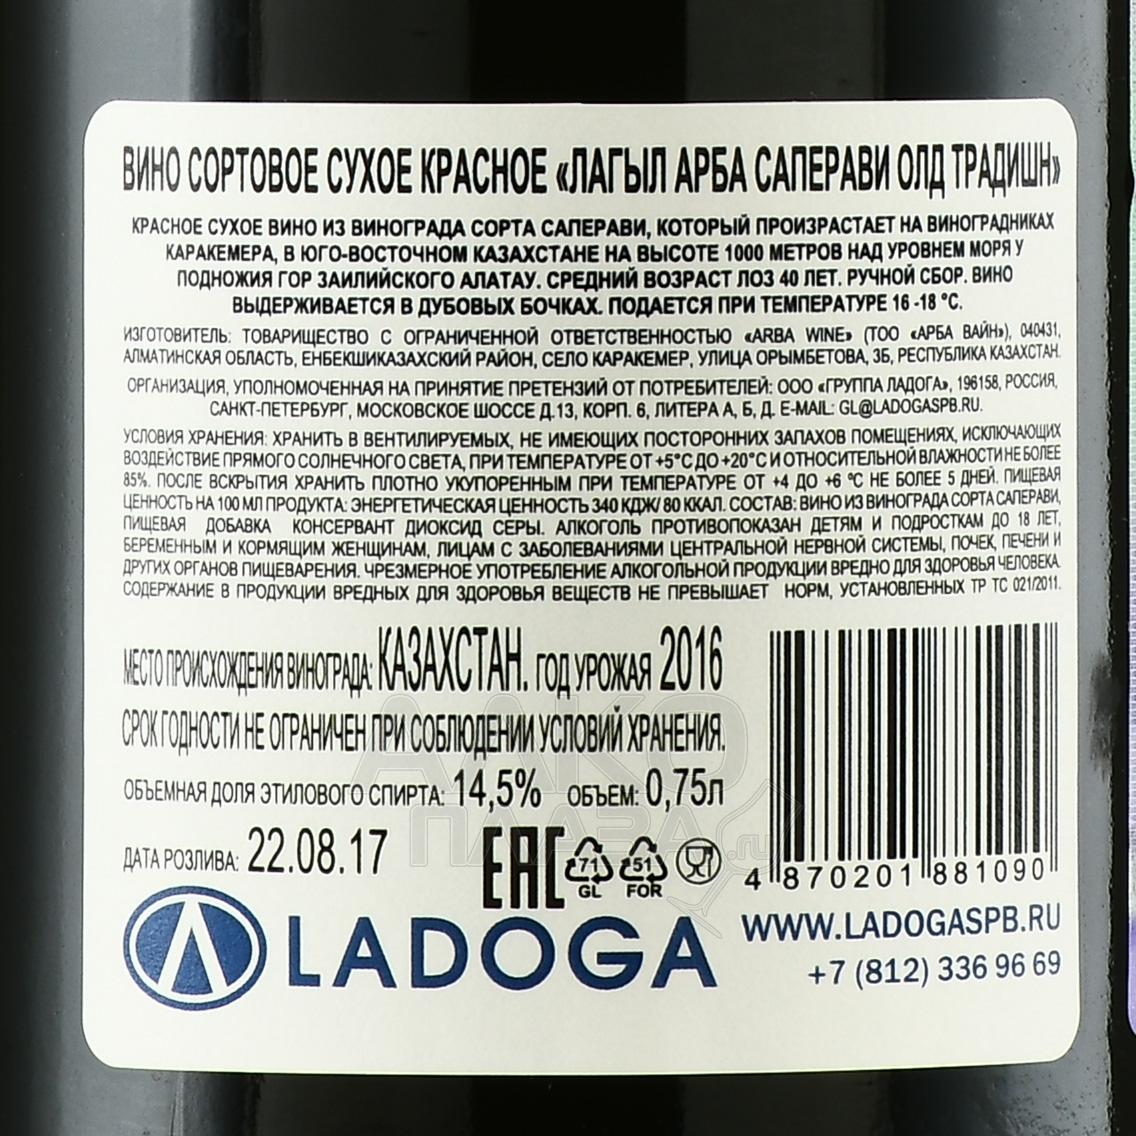 ВИНО СОРТОВОЕ СУХОЕ КРАСНОЕ «ЛАГЫЛ АРБА САПЕРАВИ ОЛД ТРАДИШН»
КРАСНОЕ СУХОЕ ВИНО ИЗ ВИНОГРАДА СОРТА САПЕРАВИ, КОТОРЫЙ ПРОИЗРАСТАЕТ НА ВИНОГРАДНИКАХ
КАРАКЕМЕРА, В ЮГО-ВОСТОЧНОМ КАЗАХСТАНЕ НА ВЫСОТЕ 1000 МЕТРОВ НАД УРОВНЕМ МОРЯ У
ПОДНОЖИЯ ГОР ЗАИЛИЙСКОГО АЛАТАУ. СРЕДНИЙ ВОЗРАСТ ЛОЗ 40 ЛЕТ. РУЧНОЙ СБОР. ВИНО
ВЫДЕРЖИВАЕТСЯ В ДУБОВЫХ БОЧКАХ. ПОДАЕТСЯ ПРИ ТЕМПЕРАТУРЕ 16 -18 °С.
ИЗГОТОВИТЕЛЬ: ТОВАРИЩЕСТВО С ОГРАНИЧЕННОЙ ОТВЕТСТВЕННОСТЬЮ «ARBA WINE» (ТОО «АРБА ВАЙН»), 040431,
АЛМАТИНСКАЯ ОБЛАСТЬ, ЕНБЕКШИКАЗАХСКИЙ РАЙОН, СЕЛО КАРАКЕМЕР, УЛИЦА ОРЫМБЕТОВА, 3Б, РЕСПУБЛИКА КАЗАХСТАН.
ОРГАНИЗАЦИЯ, УПОЛНОМОЧЕННАЯ НА ПРИНЯТИЕ ПРЕТЕНЗИЙ ОТ ПОТРЕБИТЕЛЕЙ: ООО «ГРУППА ЛАДОГА», 196158, РОССИЯ,
САНКТ-ПЕТЕРБУРГ, МОСКОВСКОЕ ШОССЕ Д.13, КОРП. 6, ЛИТЕРА А, Б, Д. E-MAIL: GL@LADOGASPB.RU.
УСЛОВИЯ ХРАНЕНИЯ: ХРАНИТЬ В ВЕНТИЛИРУЕМЫХ, НЕ ИМЕЮЩИХ ПОСТОРОННИХ ЗАПАХОВ ПОМЕЩЕНИЯХ, ИСКЛЮЧАЮЩИХ
ВОЗДЕЙСТВИЕ ПРЯМОГО СОЛНЕЧНОГО СВЕТА, ПРИ ТЕМПЕРАТУРЕ ОТ +5°С ДО +20°С И ОТНОСИТЕЛЬНОЙ ВЛАЖНОСТИ НЕ БОЛЕЕ
85%. ПОСЛЕ ВСКРЫТИЯ ХРАНИТЬ ПЛОТНО УКУПОРЕННЫМ ПРИ ТЕМПЕРАТУРЕ ОТ +4 ДО +6 °С НЕ БОЛЕЕ 5 ДНЕЙ. ПИЩЕВАЯ
ЦЕННОСТЬ НА 100 МЛ ПРОДУКТА: ЭНЕРГЕТИЧЕСКАЯ ЦЕННОСТЬ 340 КДЖ/ 80 ККАЛ. СОСТАВ: ВИНО ИЗ ВИНОГРАДА СОРТА САПЕРАВИ,
ПИЩЕВАЯ ДОБАВКА КОНСЕРВАНТ ДИОКСИД СЕРЫ. АЛКОГОЛЬ ПРОТИВОПОКАЗАН ДЕТЯМ И ПОДРОСТКАМ ДО 18 ЛЕТ,
БЕРЕМЕННЫМ И КОРМЯЩИМ ЖЕНЩИНАМ, ЛИЦАМ С ЗАБОЛЕВАНИЯМИ ЦЕНТРАЛЬНОЙ НЕРВНОЙ СИСТЕМЫ, ПОЧЕК, ПЕЧЕНИ И
ДРУГИХ ОРГАНОВ ПИЩЕВАРЕНИЯ. ЧРЕЗМЕРНОЕ УПОТРЕБЛЕНИЕ АЛКОГОЛЬНОЙ ПРОДУКЦИИ ВРЕДНО ДЛЯ ЗДОРОВЬЯ ЧЕЛОВЕКА.
СОДЕРЖАНИЕ В ПРОДУКЦИИ ВРЕДНЫХ ДЛЯ ЗДОРОВЬЯ ВЕЩЕСТВ НЕ ПРЕВЫШАЕТ НОРМ, УСТАНОВЛЕННЫХ ТР ТС 021/2011.
МЕСТО ПРОИСХОЖДЕНИЯ ВИНОГРАДА: КАЗАХСТАН. ГОД УРОЖАЯ 2016
СРОК ГОДНОСТИ НЕ ОГРАНИЧЕН ПРИ СОБЛЮДЕНИИ УСЛОВИЙ ХРАНЕНИЯ.
ОБЪЕМНАЯ ДОЛЯ ЭТИЛОВОГО СПИРТА: 14,5% ОБЪЕМ: 0,75л
ДАТА РОЗЛИВА: 22.08.17
EAC
71
GL
51
FOR
4 870201 881090
LADOGA
WWW.LADOGASPB.RU
+7 (812) 336 96 69
АЛКО
ПЛАЗА.ru